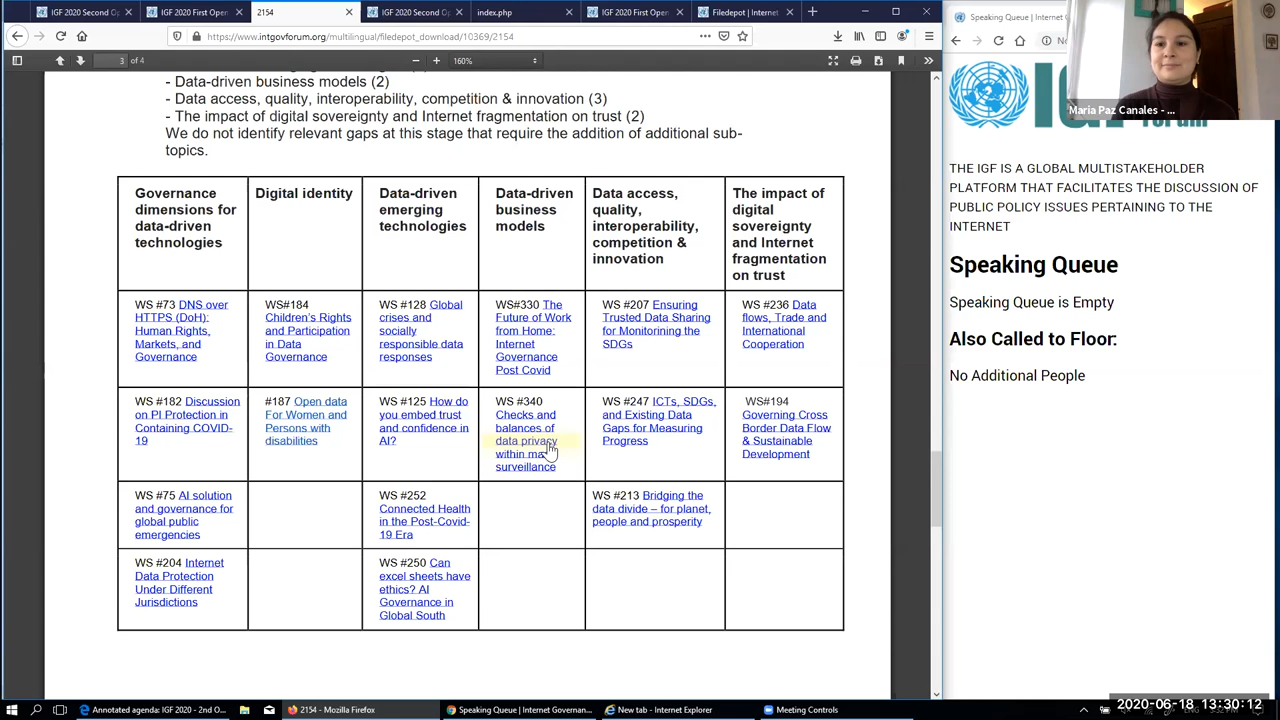 IGF 2020 Second Op
IGF 2020 First Open
2154
IGF 2020 Second Op
index.php
IGF 2020 First Open
Filedepot | Internet
https://www.intgovforum.org/multilingual/filedepot_download/10369/2154
3 of 4
160%
- Data-driven business models (2)
- Data access, quality, interoperability, competition & innovation (3)
- The impact of digital sovereignty and Internet fragmentation on trust (2)
We do not identify relevant gaps at this stage that require the addition of additional sub-
topics.
Governance
dimensions for
data-driven
technologies
Digital identity
Data-driven
emerging
technologies
Data-driven
business
models
Data access,
quality,
interoperability,
competition &
innovation
The impact of
digital
sovereignty
and Internet
fragmentation
on trust
WS #73 DNS over
HTTPS (DoH):
Human Rights,
Markets, and
Governance
WS#184
Children's Rights
and Participation
in Data
Governance
WS #128 Global
crises and
socially
responsible data
responses
WS#330 The
Future of Work
from Home:
Internet
Governance
Post Covid
WS #207 Ensuring
Trusted Data Sharing
for Monitorining the
SDGs
WS #236 Data
flows, Trade and
International
Cooperation
WS #182 Discussion
on PI Protection in
Containing COVID-
19
#187 Open data
For Women and
Persons with
disabilities
WS #125 How do
you embed trust
and confidence in
AI?
WS #340
Checks and
balances of
data privacy
within ma
surveillance
WS #247 ICTs, SDGs,
and Existing Data
Gaps for Measuring
Progress
WS#194
Governing Cross
Border Data Flow
& Sustainable
Development
WS #75 AI solution
and governance for
global public
emergencies
WS #252
Connected Health
in the Post-Covid-
19 Era
WS #213 Bridging the
data divide – for planet,
people and prosperity
WS #204 Internet
Data Protection
Under Different
Jurisdictions
WS #250 Can
excel sheets have
ethics? AI
Governance in
Global South
Speaking Queue | Internet G
No
Maria Paz Canales - ...
THE IGF IS A GLOBAL MULTISTAKEHOLDER
PLATFORM THAT FACILITATES THE DISCUSSION OF
PUBLIC POLICY ISSUES PERTAINING TO THE
INTERNET
Speaking Queue
Speaking Queue is Empty
Also Called to Floor:
No Additional People
Annotated agenda: IGF 2020 - 2nd O...
2154 - Mozilla Firefox
Speaking Queue | Internet Governan...
New tab - Internet Explorer
Meeting Controls
2020-06-18 13:30:12